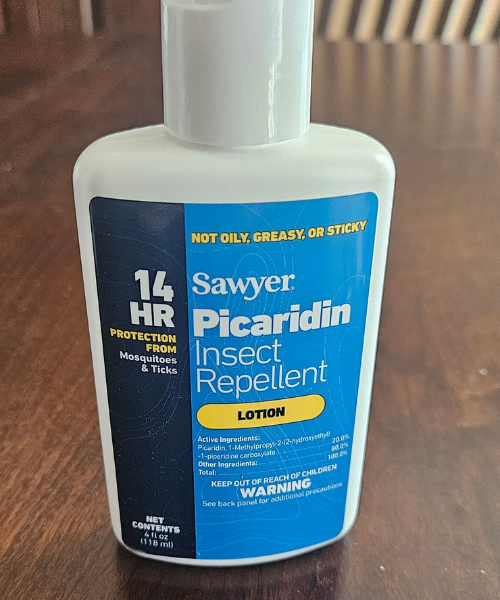 NOT OILY, GREASY, OR STICKY
14
HR
PROTECTION
FROM
Mosquitoes
& Ticks
Sawyer
Picaridin
Insect
Repellent
LOTION
Active Ingredients:
Picaridin, 1-Methylpropyl-2-(2-hydroxyethyl)
-1-piperidine carboxylate 20.0%
Other Ingredients: 80.0%
Total: 100.0%
KEEP OUT OF REACH OF CHILDREN
WARNING
See back panel for additional precautions
NET
CONTENTS
4 fl oz
(118 ml)